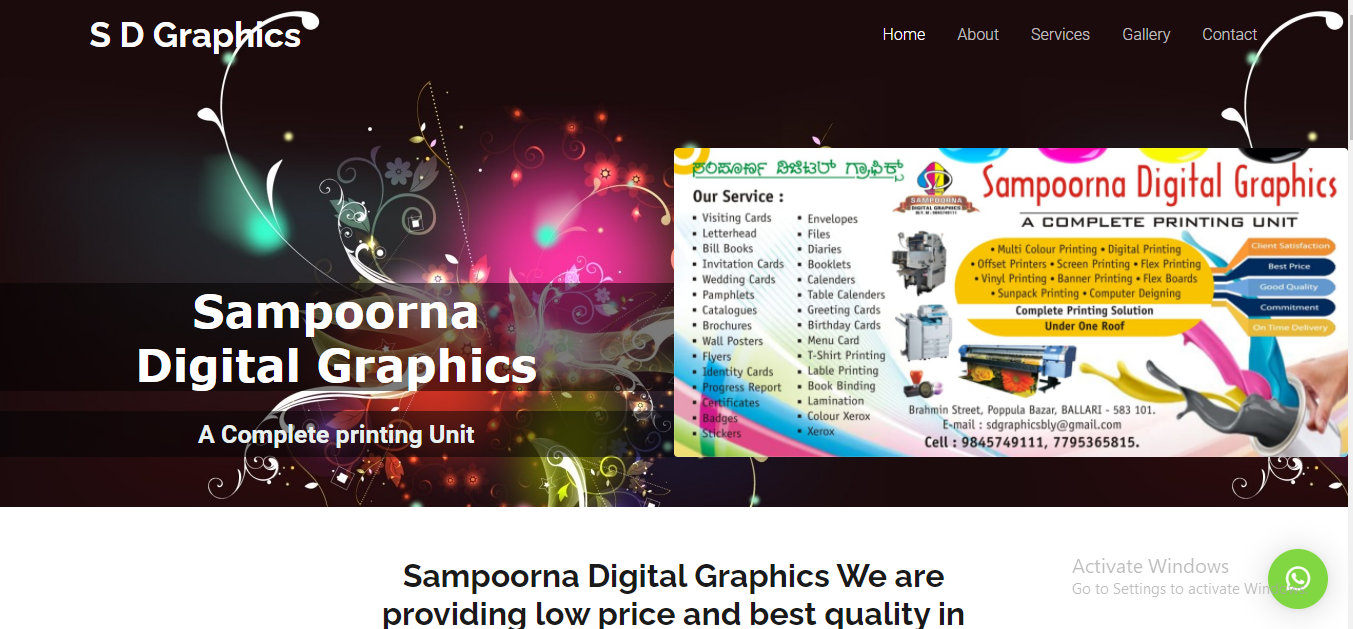 S D Graphics
Home About Services Gallery Contact
Sampoorna
Digital Graphics
A Complete printing Unit
ಸಂಪೂರ್ಣ ಡಿಜಿಟಲ್ ಗ್ರಾಫಿಕ್ಸ್
Our Service :
▪ Visiting Cards
▪ Letterhead
▪ Bill Books
▪ Invitation Cards
▪ Wedding Cards
▪ Pamphlets
▪ Catalogues
▪ Brochures
▪ Wall Posters
▪ Flyers
▪ Identity Cards
▪ Progress Report
▪ Certificates
▪ Badges
▪ Stickers
▪ Envelopes
▪ Files
▪ Diaries
▪ Booklets
▪ Calenders
▪ Table Calenders
▪ Greeting Cards
▪ Birthday Cards
▪ Menu Card
▪ T-Shirt Printing
▪ Lable Printing
▪ Book Binding
▪ Lamination
▪ Colour Xerox
▪ Xerox
SAMPOORNA
DIGITAL GRAPHICS
Sampoorna Digital Graphics
A COMPLETE PRINTING UNIT
• Multi Colour Printing • Digital Printing
• Offset Printers • Screen Printing • Flex Printing
• Vinyl Printing • Banner Printing • Flex Boards
• Sunpack Printing • Computer Deigning
Complete Printing Solution
Under One Roof
Client Satisfaction
Best Price
Good Quality
Commitment
On Time Delivery
Brahmin Street, Poppula Bazar, BALLARI - 583 101.
E-mail : sdgraphicsbly@gmail.com
Cell : 9845749111, 7795365815.
Sampoorna Digital Graphics We are
providing low price and best quality in
Activate Windows
Go to Settings to activate